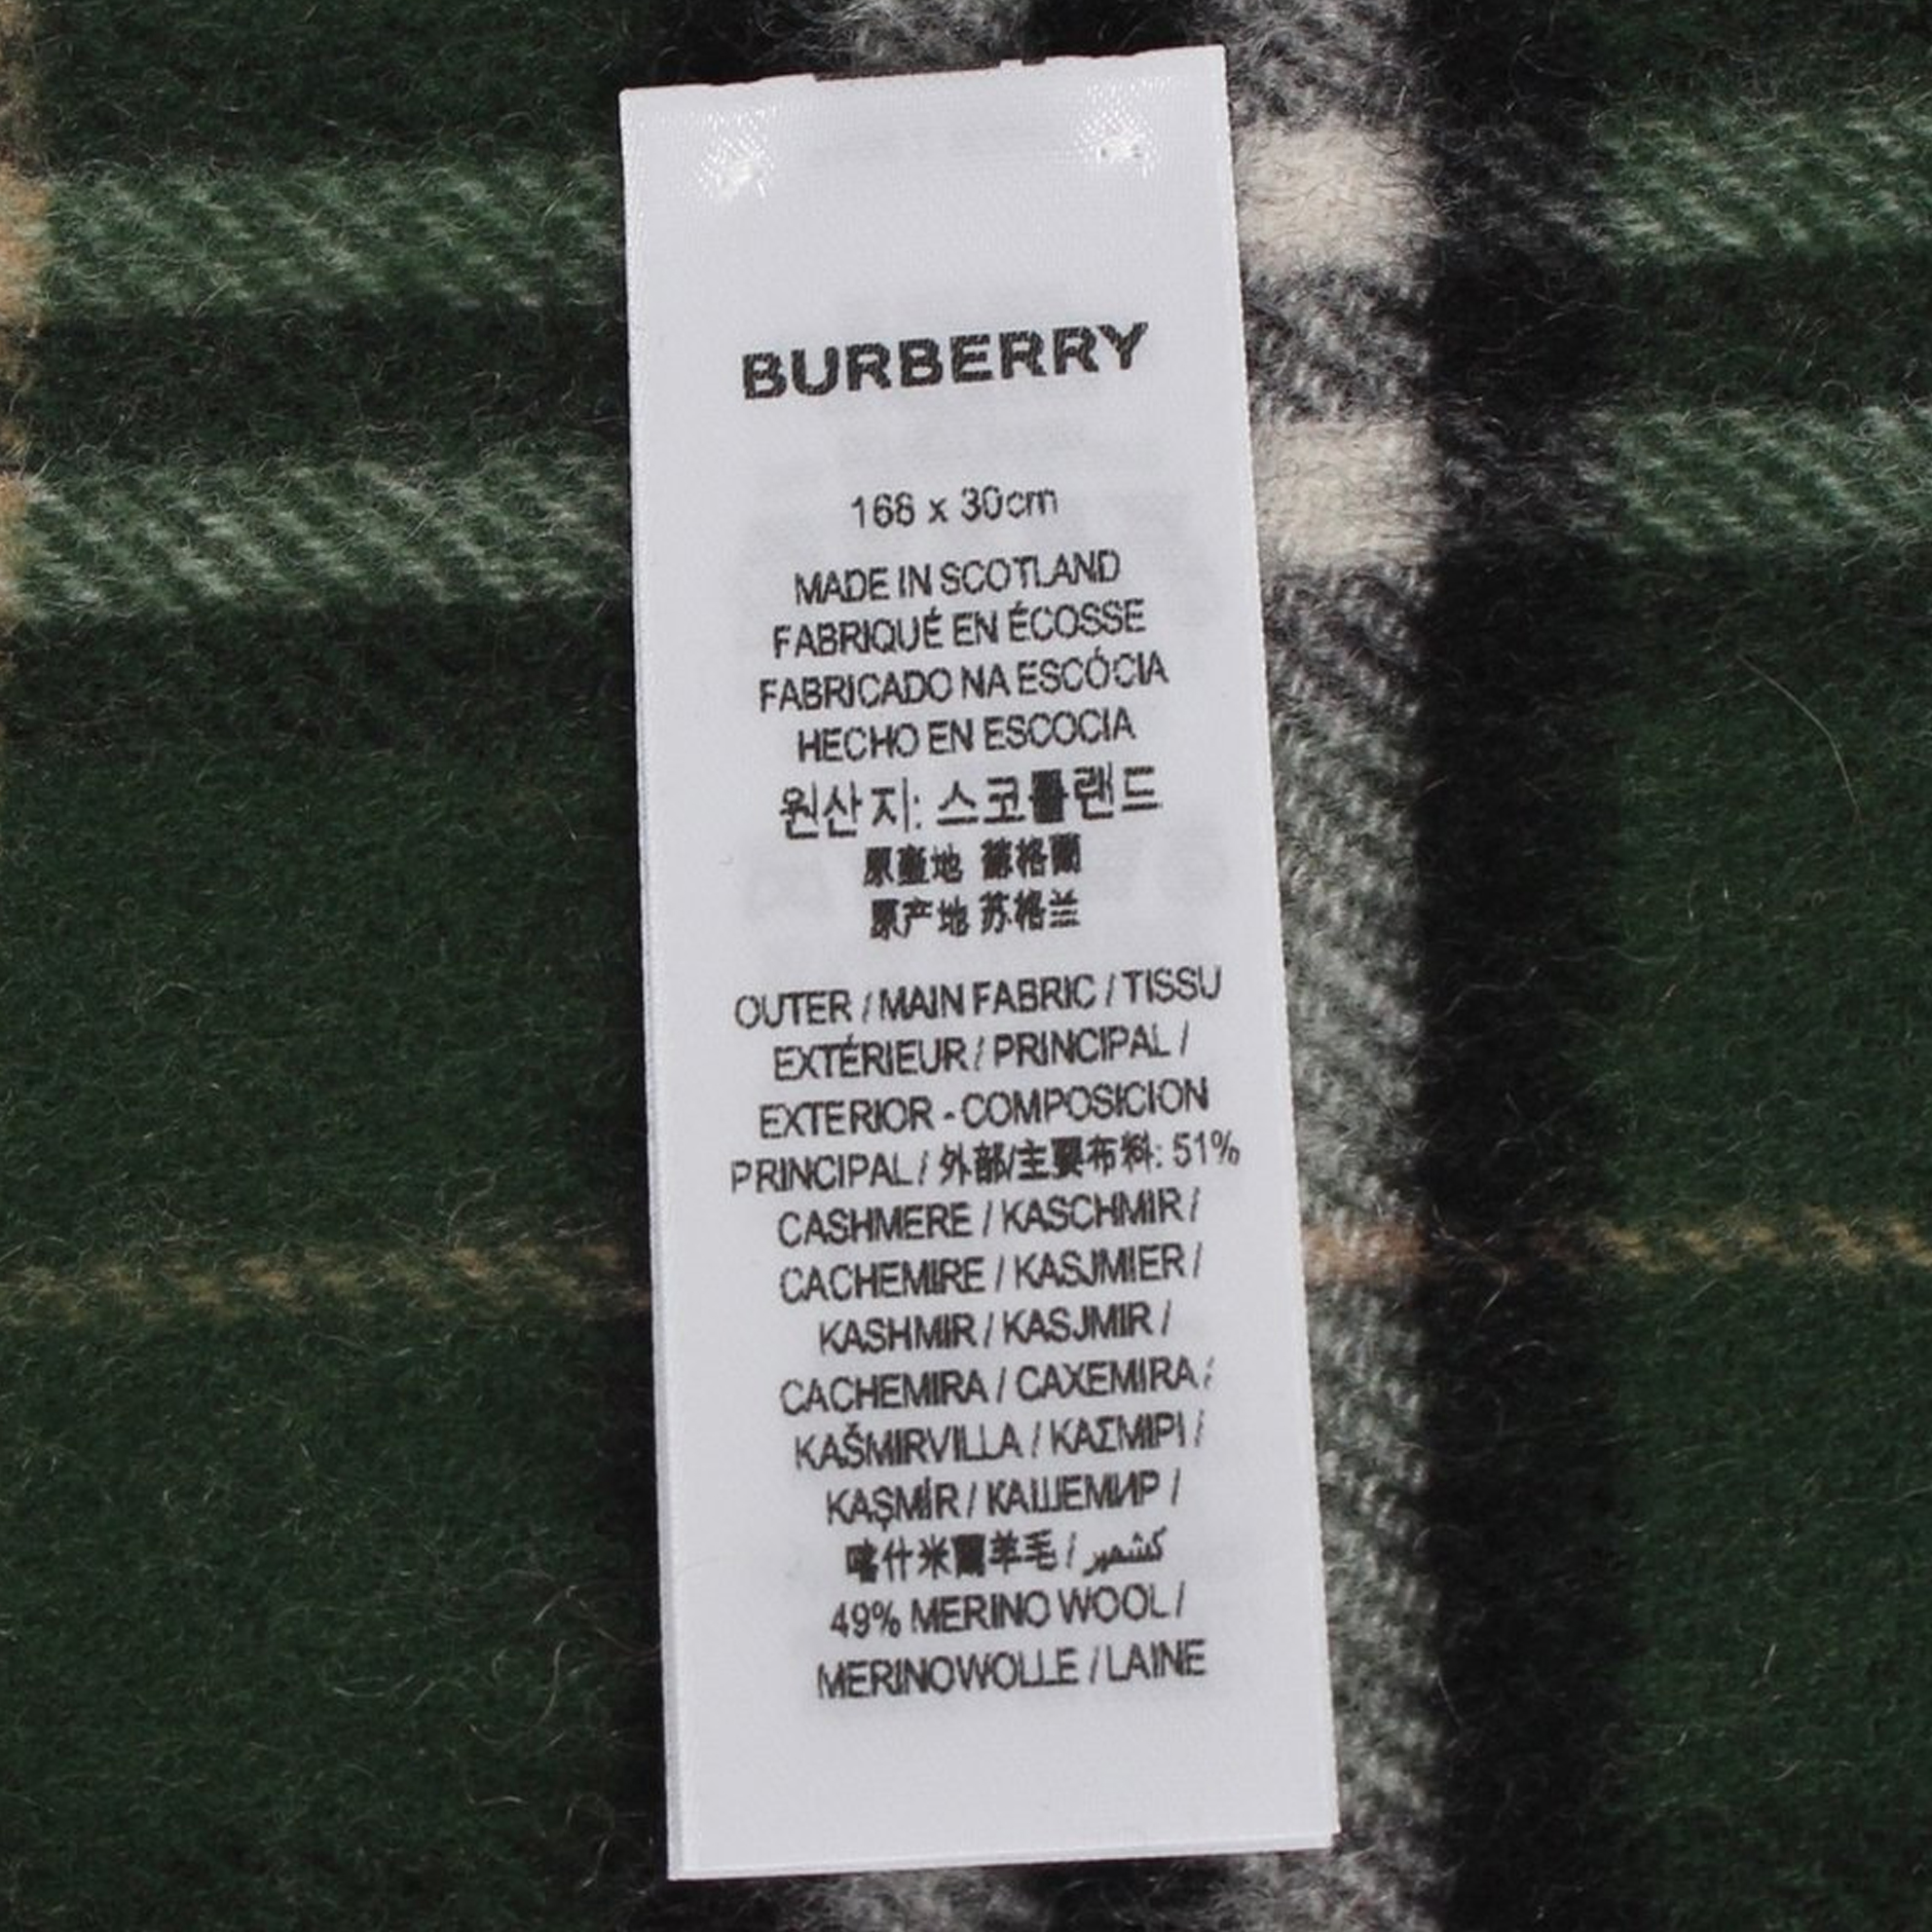 BURBERRY
168 x 30cm
MADE IN SCOTLAND
FABRIQUÉ EN ÉCOSSE
FABRICADO NA ESCÓCIA
HECHO EN ESCOCIA
원산지: 스코틀랜드
原產地 蘇格蘭
原产地 苏格兰
OUTER / MAIN FABRIC / TISSU
EXTÉRIEUR / PRINCIPAL /
EXTERIOR - COMPOSICION
PRINCIPAL / 外部/主要布料: 51%
CASHMERE / KASCHMIR /
CACHEMIRE / KASJMIER /
KASHMIR / KASJMIR /
CACHEMIRA / CAXEMIRA /
KAŠMIRVILLA / ΚΑΣΜΙΡΙ /
KAŞMİR / КАШЕМИР /
喀什米爾羊毛 / كشمير
49% MERINO WOOL /
MERINOWOLLE / LAINE